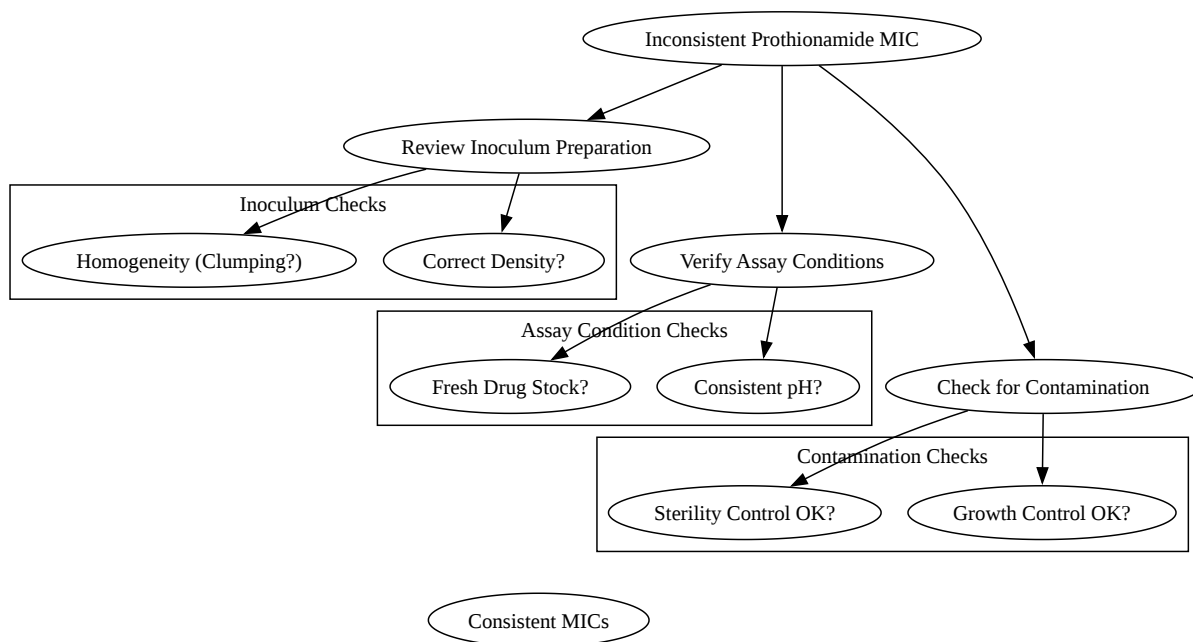 Inconsistent Prothionamide MIC
Review Inoculum Preparation
Inoculum Checks
Homogeneity (Clumping?)
Correct Density?
Verify Assay Conditions
Assay Condition Checks
Fresh Drug Stock?
Consistent pH?
Check for Contamination
Contamination Checks
Sterility Control OK?
Growth Control OK?
Consistent MICs